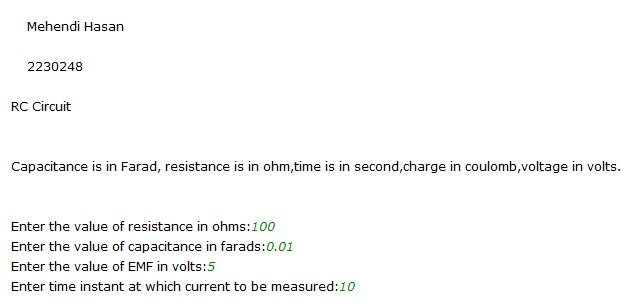 Mehendi Hasan
2230248
RC Circuit
Capacitance is in Farad, resistance is in ohm,time is in second,charge in coulomb,voltage in volts.
Enter the value of resistance in ohms:100
Enter the value of capacitance in farads:0.01
Enter the value of EMF in volts:5
Enter time instant at which current to be measured:10